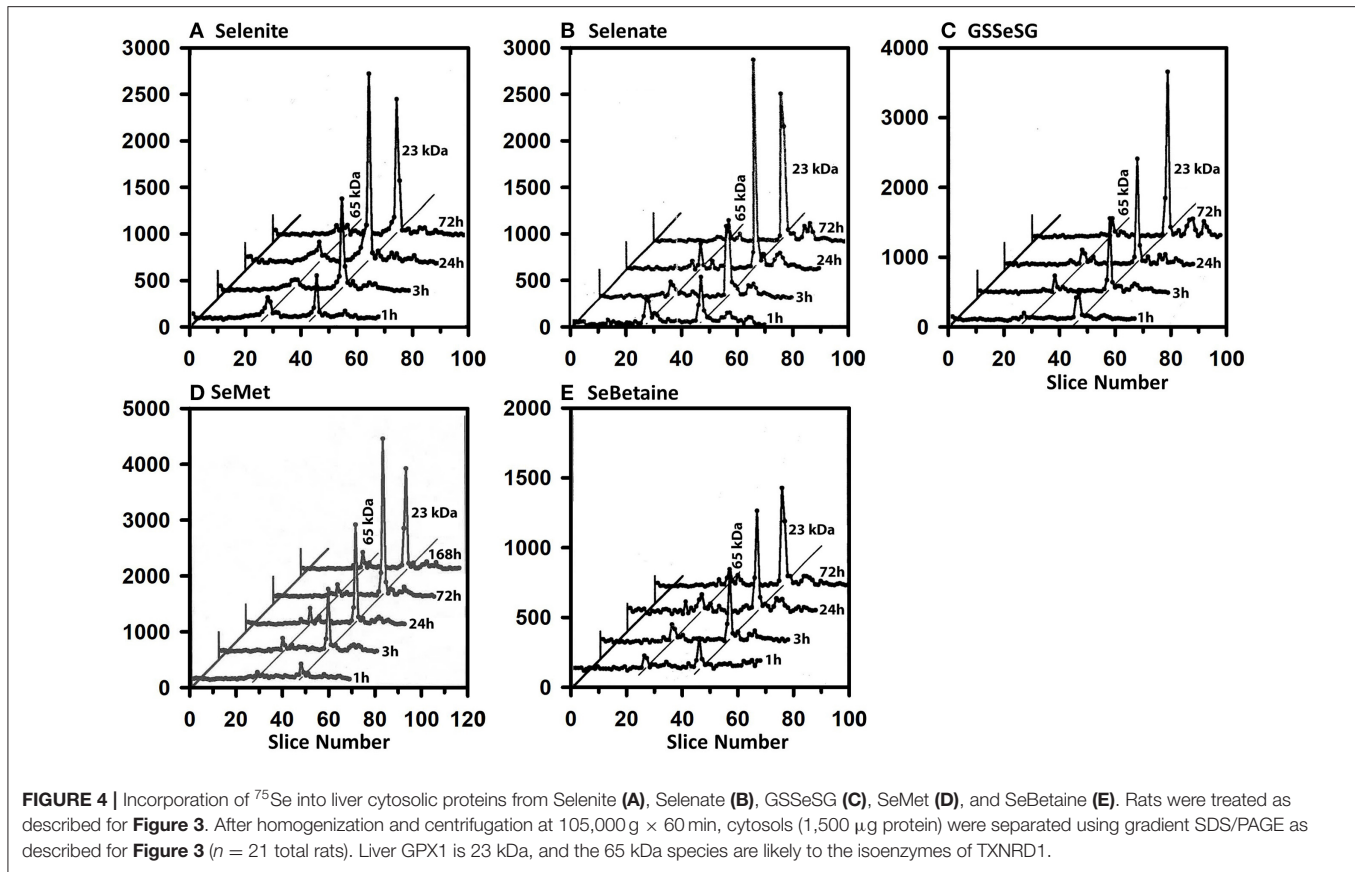 A Selenite
3000
2500
2000
1500
1000
500
0
65 kDa
23 kDa
72h
24h
3h
1h
0 20 40 60 80 100
B Selenate
3000
2500
2000
1500
1000
500
0
65 kDa
23 kDa
72h
24h
3h
1h
0 20 40 60 80 100
C GSSeSG
4000
3000
2000
1000
0
65 kDa
23 kDa
72h
24h
3h
1h
0 20 40 60 80 100
Slice Number
D SeMet
5000
4000
3000
2000
1000
0
65 kDa
23 kDa
168h
72h
24h
3h
1h
0 20 40 60 80 100 120
Slice Number
E SeBetaine
2000
1500
1000
500
0
65 kDa
23 kDa
72h
24h
3h
1h
0 20 40 60 80 100
Slice Number
FIGURE 4 | Incorporation of ⁷⁵Se into liver cytosolic proteins from Selenite (A), Selenate (B), GSSeSG (C), SeMet (D), and SeBetaine (E). Rats were treated as
described for Figure 3. After homogenization and centrifugation at 105,000 g × 60 min, cytosols (1,500 μg protein) were separated using gradient SDS/PAGE as
described for Figure 3 (n = 21 total rats). Liver GPX1 is 23 kDa, and the 65 kDa species are likely to the isoenzymes of TXNRD1.